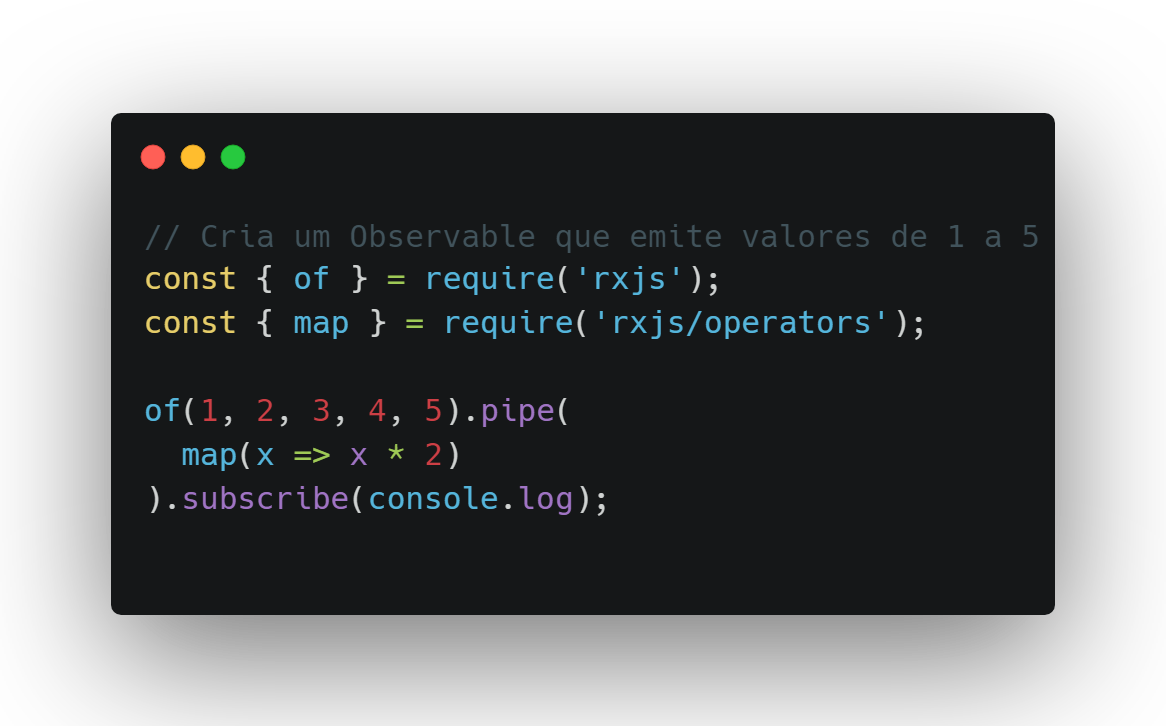 // Cria um Observable que emite valores de 1 a 5
const { of } = require('rxjs');
const { map } = require('rxjs/operators');

of(1, 2, 3, 4, 5).pipe(
  map(x => x * 2)
).subscribe(console.log);